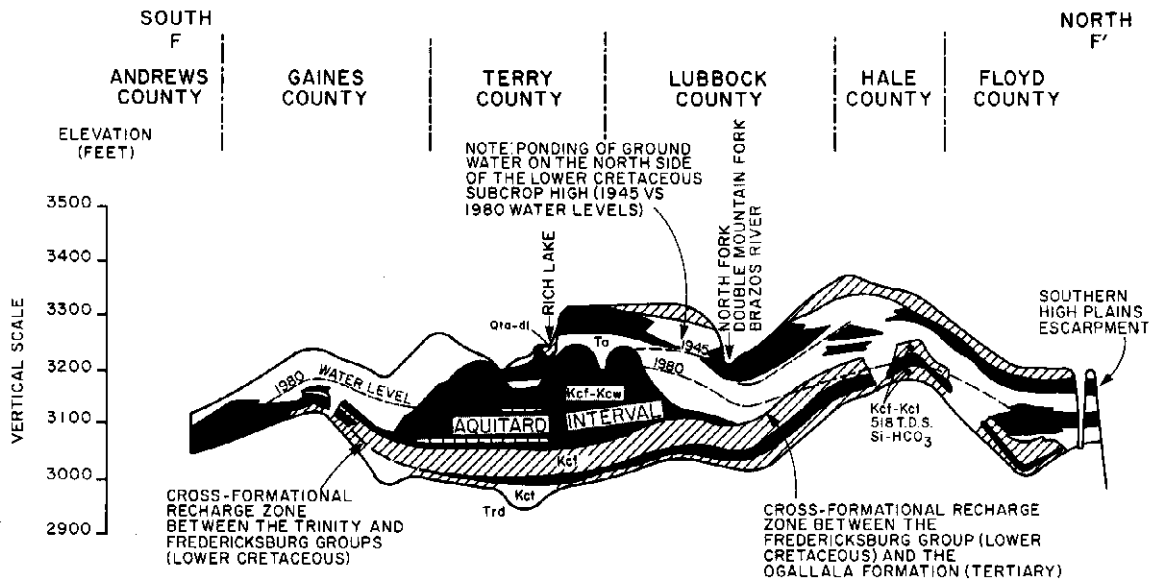 SOUTH
F
NORTH
F'
ANDREWS
COUNTY
GAINES
COUNTY
TERRY
COUNTY
LUBBOCK
COUNTY
HALE
COUNTY
FLOYD
COUNTY
ELEVATION
(FEET)
VERTICAL SCALE
3500
3400
3300
3200
3100
3000
2900
NOTE: PONDING OF GROUND
WATER ON THE NORTH SIDE
OF THE LOWER CRETACEOUS
SUBCROP HIGH (1945 VS
1980 WATER LEVELS)
RICH LAKE
NORTH FORK
DOUBLE MOUNTAIN FORK
BRAZOS RIVER
SOUTHERN
HIGH PLAINS
ESCARPMENT
Qta-dl
To
1945
1980
1980 WATER LEVEL
Kcf-Kcw
AQUITARD INTERVAL
Kcf
Kct
Trd
Kcf-Kct
518 T.D.S.
Si-HCO3
CROSS-FORMATIONAL
RECHARGE ZONE
BETWEEN THE TRINITY AND
FREDERICKSBURG GROUPS
(LOWER CRETACEOUS)
CROSS-FORMATIONAL RECHARGE
ZONE BETWEEN THE
FREDERICKSBURG GROUP (LOWER
CRETACEOUS) AND THE
OGALLALA FORMATION (TERTIARY)